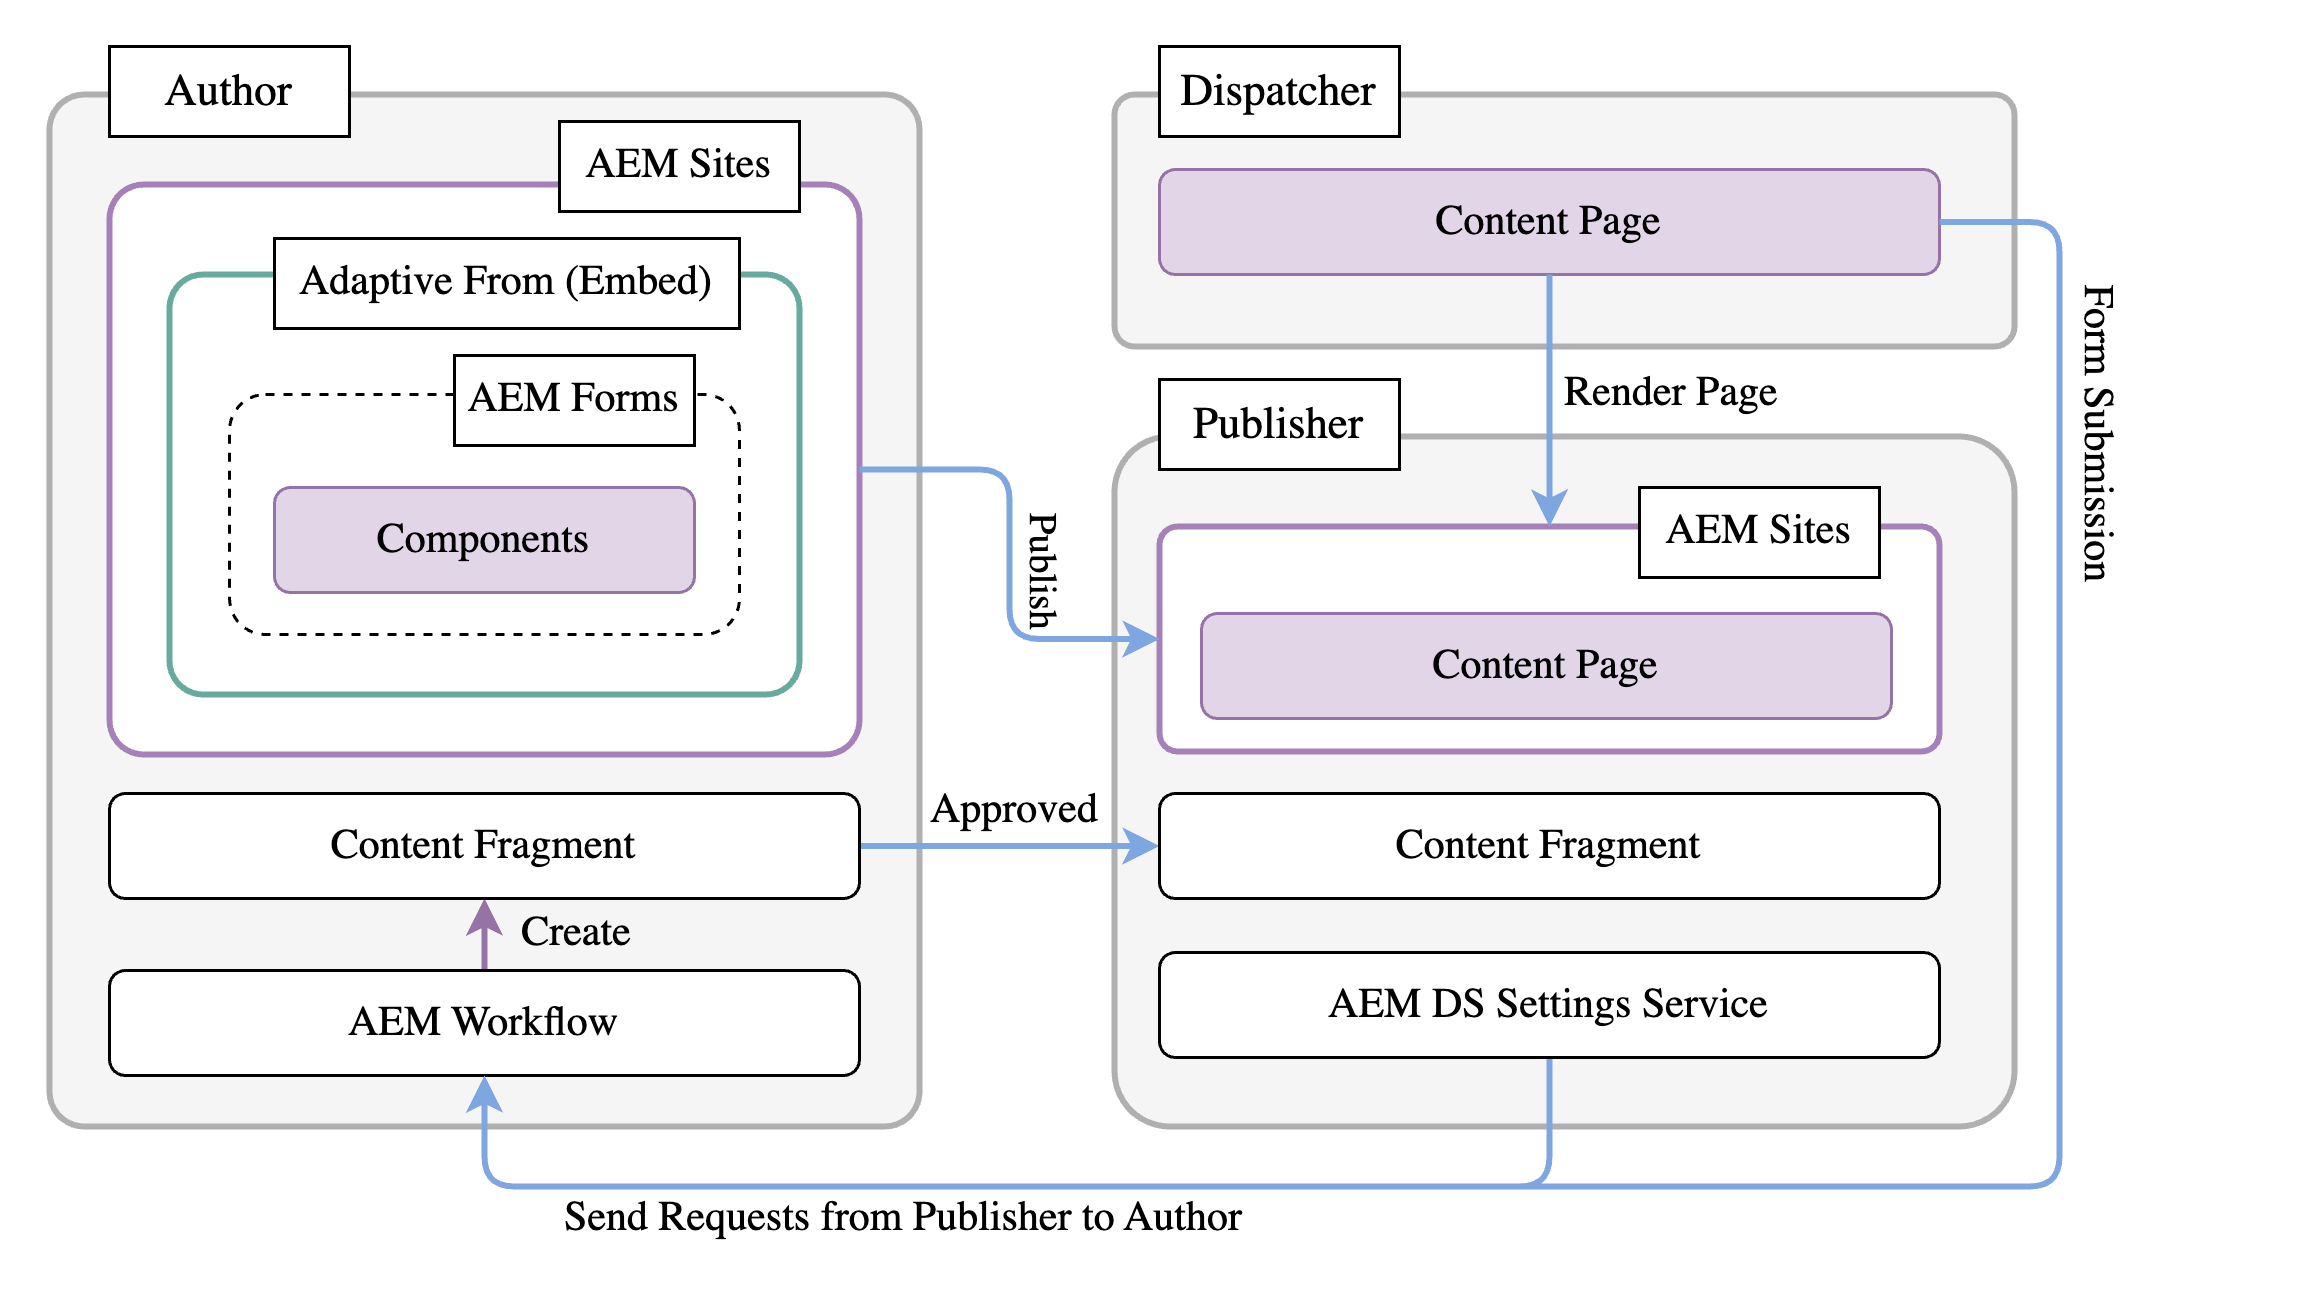 Author
AEM Sites
Adaptive From (Embed)
AEM Forms
Components
Content Fragment
Create
AEM Workflow
Publish
Approved
Dispatcher
Content Page
Render Page
Form Submission
Publisher
AEM Sites
Content Page
Content Fragment
AEM DS Settings Service
Send Requests from Publisher to Author